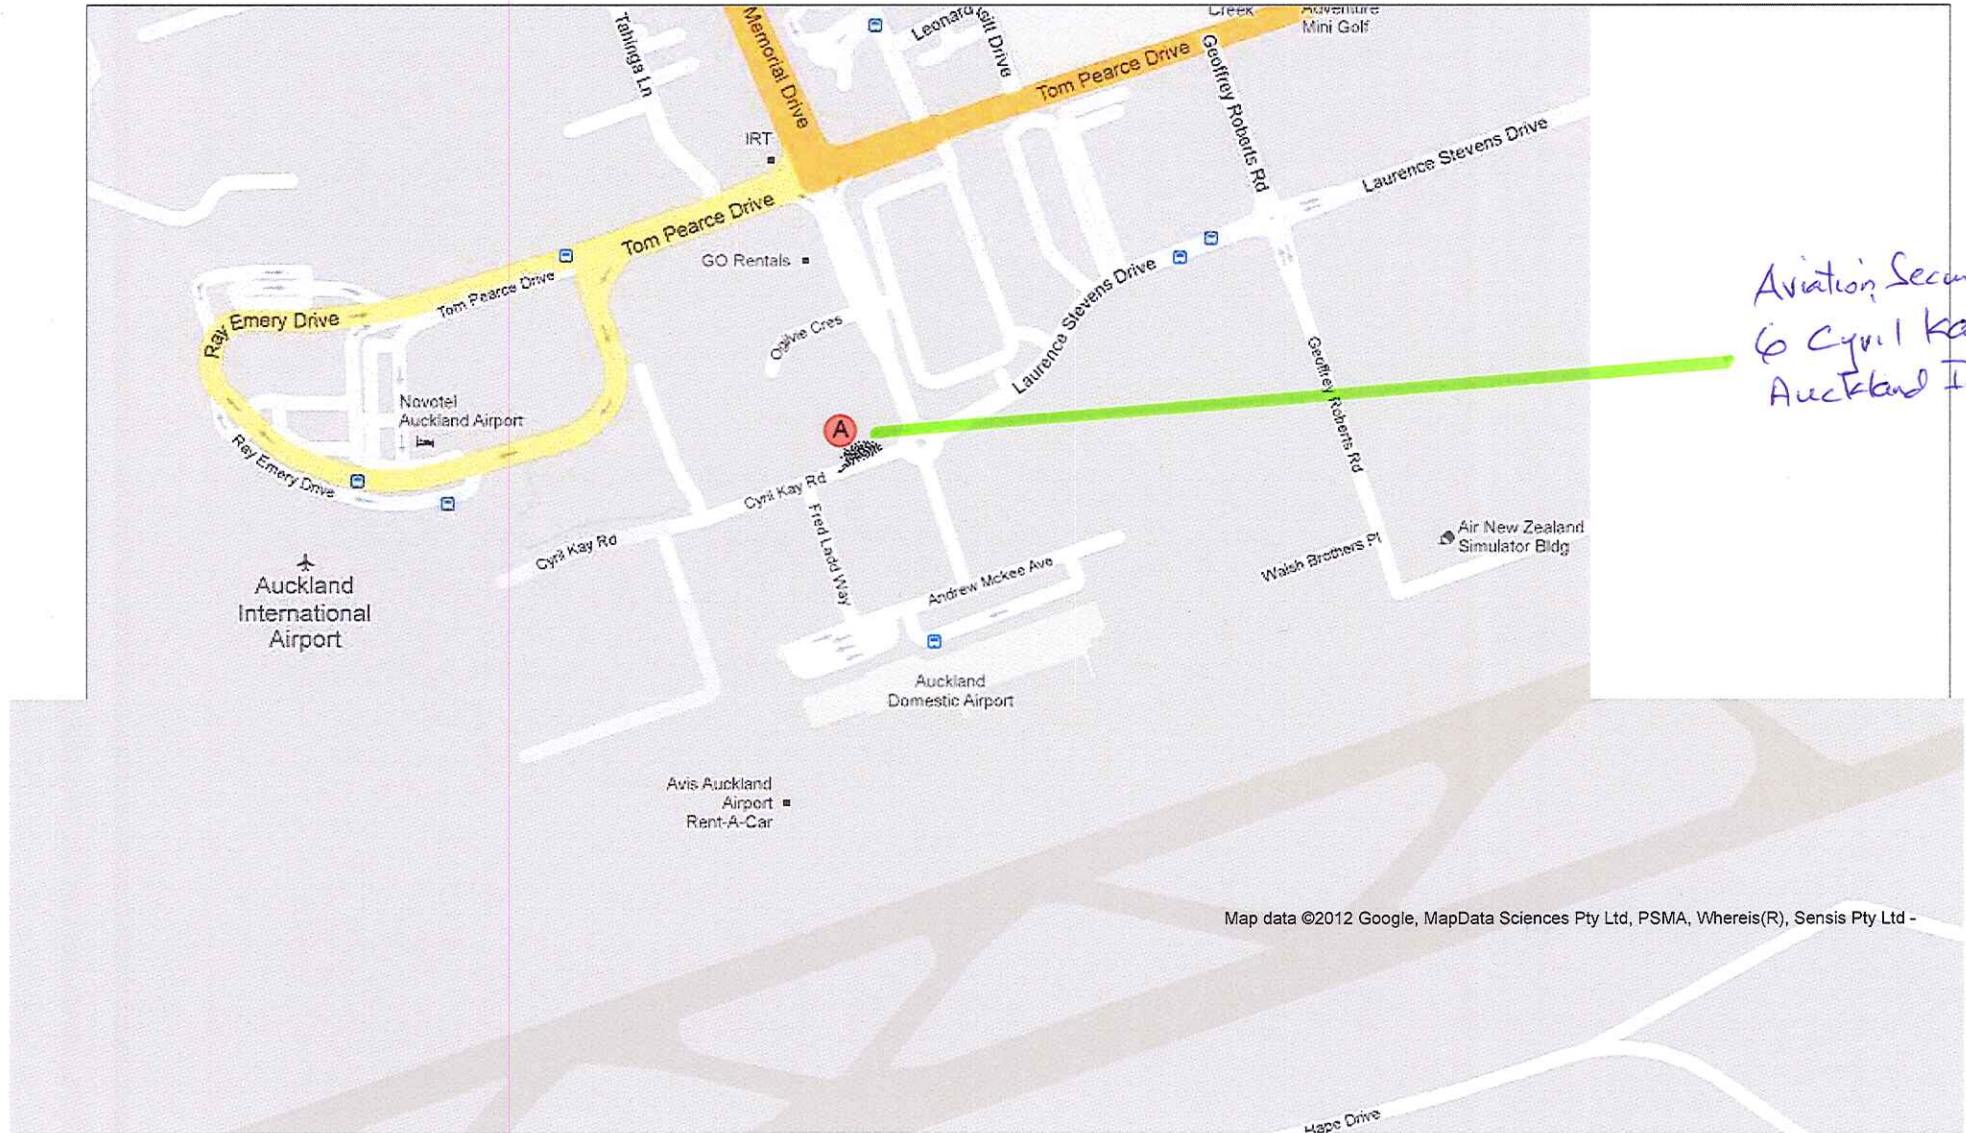 Tahinga Ln
Memorial Drive
Leonard
Isitt Drive
Creek
Adventure
Mini Golf
Tom Pearce Drive
Geoffrey Roberts Rd
Laurence Stevens Drive
IRT
Tom Pearce Drive
GO Rentals
Tom Pearce Drive
Ray Emery Drive
Ogilvie Cres
Laurence Stevens Drive
Geoffrey Roberts Rd
Aviation
6 Cyril
Auckland
Novotel
Auckland Airport
A
Ray Emery Drive
Cyril Kay Rd
Fred Ladd Way
Cyril Kay Rd
Andrew Mckee Ave
Walsh Brothers Pl
Air New Zealand
Simulator Bldg
Auckland
International
Airport
Auckland
Domestic Airport
Avis Auckland
Airport
Rent-A-Car
Map data ©2012 Google, MapData Sciences Pty Ltd, PSMA, Whereis(R), Sensis Pty Ltd -
Hape Drive